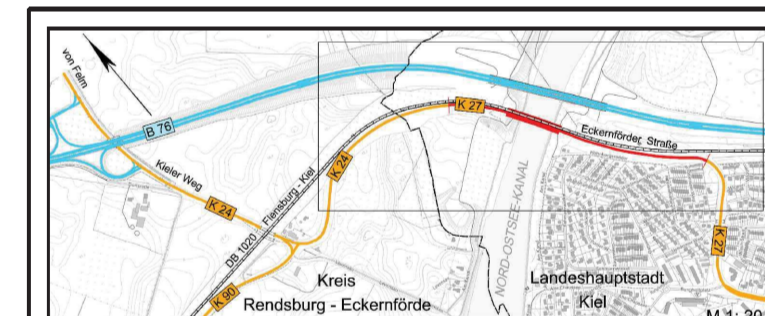 von Felm
B 76
Kieler Weg
K 24
DB 1020 Flensburg - Kiel
K 24
K 27
Eckernförder Straße
NORD-OSTSEE-KANAL
K 27
K 90
Kreis
Rendsburg - Eckernförde
Landeshauptstadt
Kiel